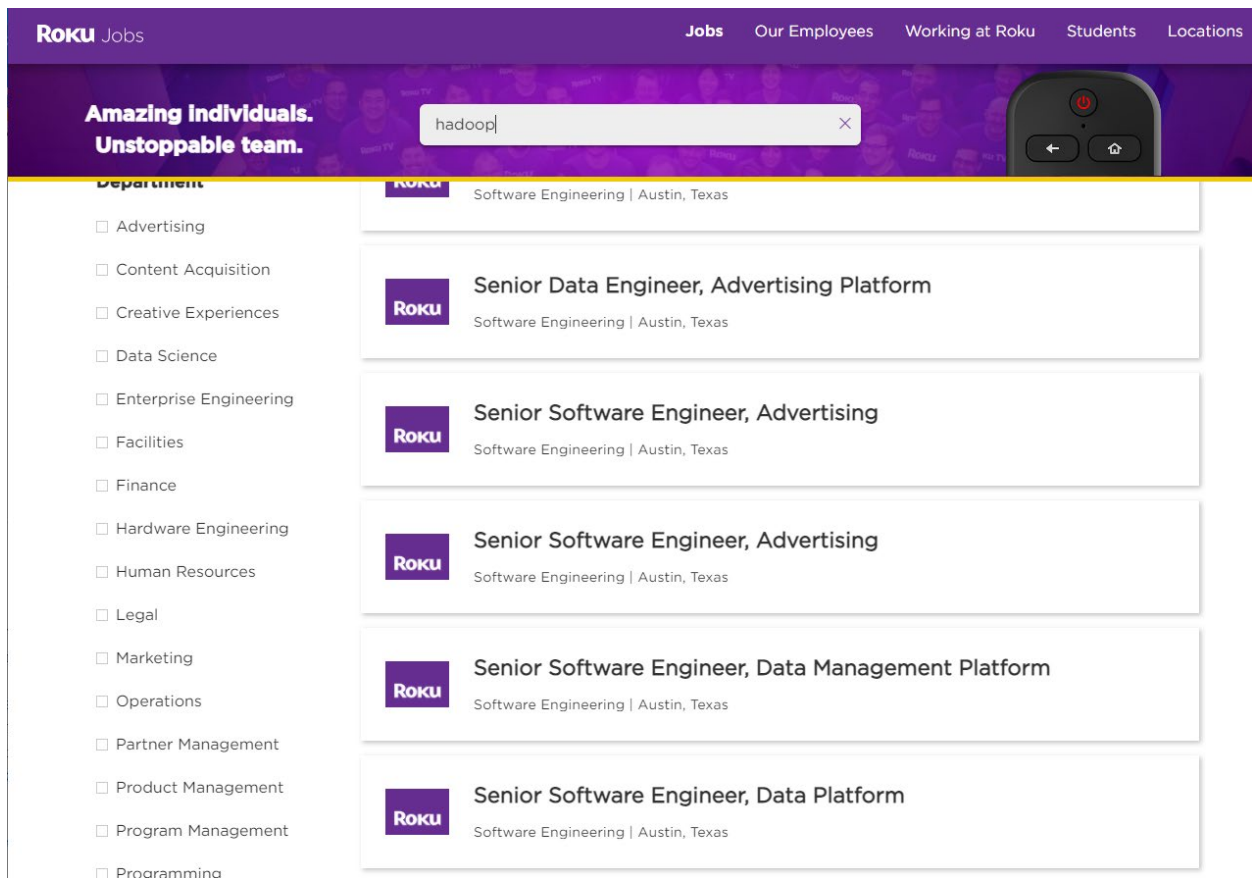 Roku Jobs
Jobs
Our Employees
Working at Roku
Students
Locations
Amazing individuals.
Unstoppable team.
hadoop
Department
Advertising
Content Acquisition
Creative Experiences
Data Science
Enterprise Engineering
Facilities
Finance
Hardware Engineering
Human Resources
Legal
Marketing
Operations
Partner Management
Product Management
Program Management
Programming
Roku
Software Engineering | Austin, Texas
Roku
Senior Data Engineer, Advertising Platform
Software Engineering | Austin, Texas
Roku
Senior Software Engineer, Advertising
Software Engineering | Austin, Texas
Roku
Senior Software Engineer, Advertising
Software Engineering | Austin, Texas
Roku
Senior Software Engineer, Data Management Platform
Software Engineering | Austin, Texas
Roku
Senior Software Engineer, Data Platform
Software Engineering | Austin, Texas